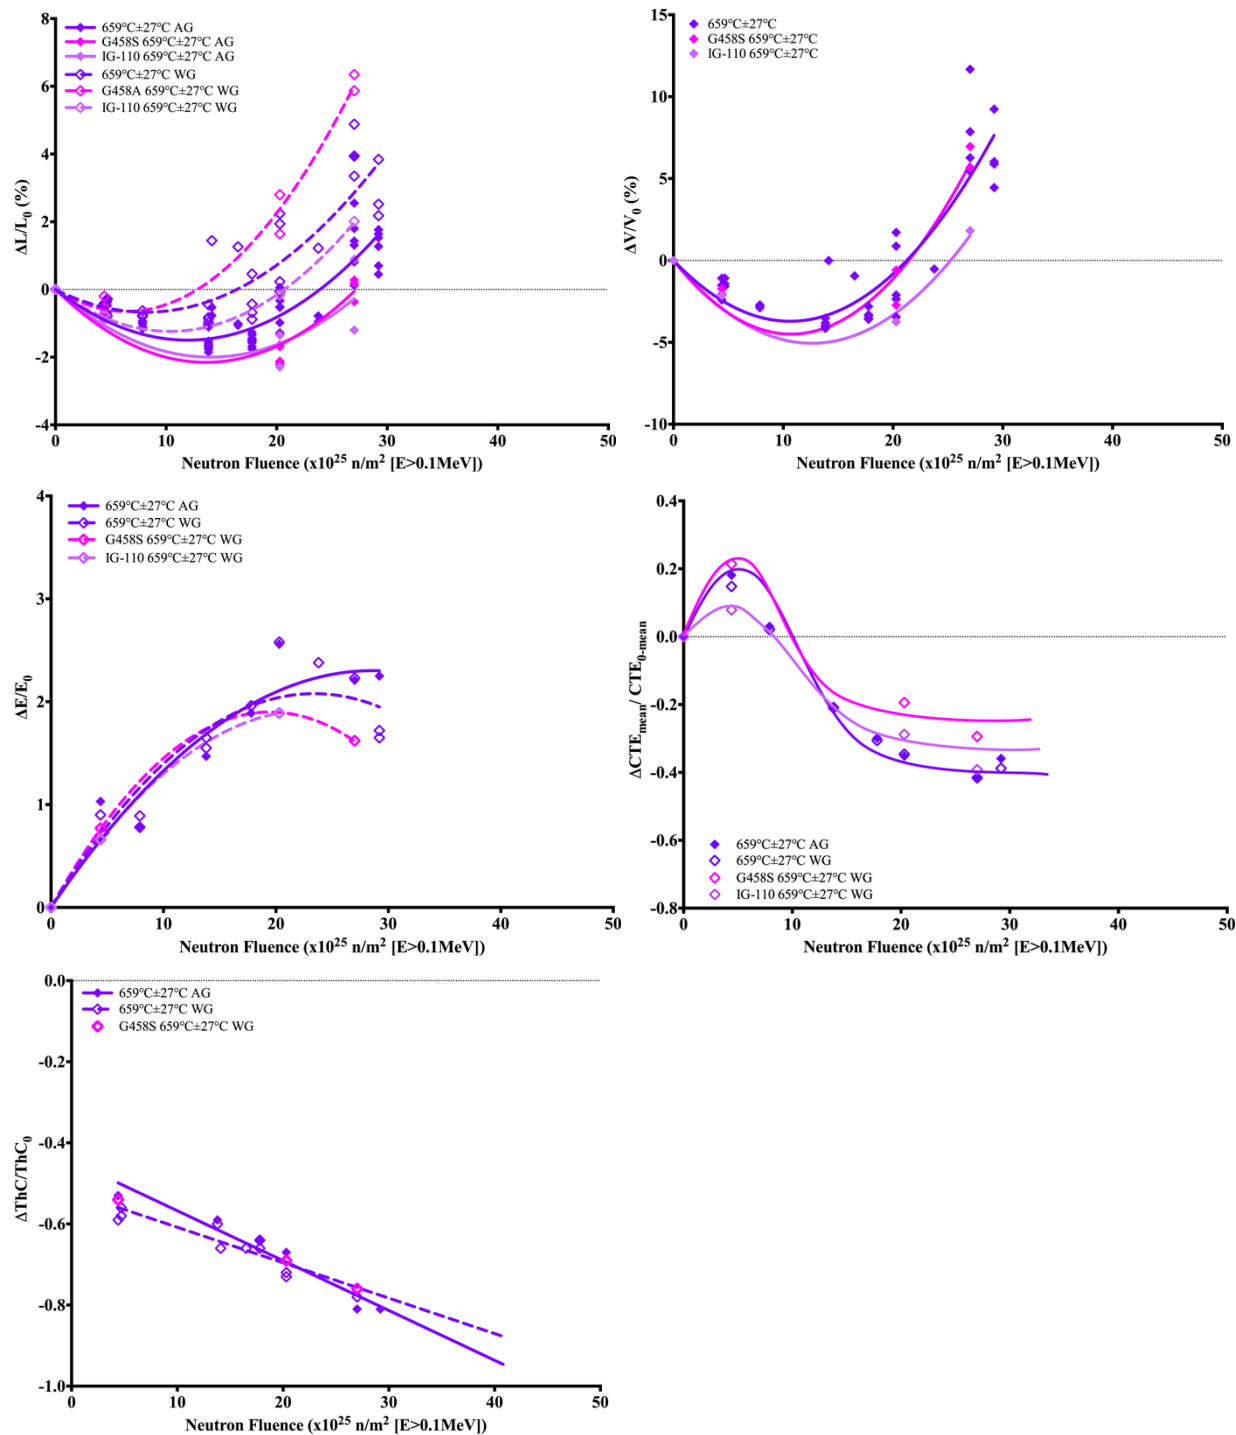 8
6
4
2
0
-2
-4
ΔL/L0 (%)
659°C±27°C AG
G458S 659°C±27°C AG
IG-110 659°C±27°C AG
659°C±27°C WG
G458A 659°C±27°C WG
IG-110 659°C±27°C WG
0 10 20 30 40 50
Neutron Fluence (x10^25 n/m^2 [E>0.1MeV])
15
10
5
0
-5
-10
ΔV/V0 (%)
659°C±27°C
G458S 659°C±27°C
IG-110 659°C±27°C
0 10 20 30 40 50
Neutron Fluence (x10^25 n/m^2 [E>0.1MeV])
4
3
2
1
0
ΔE/E0
659°C±27°C AG
659°C±27°C WG
G458S 659°C±27°C WG
IG-110 659°C±27°C WG
0 10 20 30 40 50
Neutron Fluence (x10^25 n/m^2 [E>0.1MeV])
0.4
0.2
0.0
-0.2
-0.4
-0.6
-0.8
ΔCTEmean/ CTE0-mean
659°C±27°C AG
659°C±27°C WG
G458S 659°C±27°C WG
IG-110 659°C±27°C WG
0 10 20 30 40 50
Neutron Fluence (x10^25 n/m^2 [E>0.1MeV])
0.0
-0.2
-0.4
-0.6
-0.8
-1.0
ΔThC/ThC0
659°C±27°C AG
659°C±27°C WG
G458S 659°C±27°C WG
0 10 20 30 40 50
Neutron Fluence (x10^25 n/m^2 [E>0.1MeV])